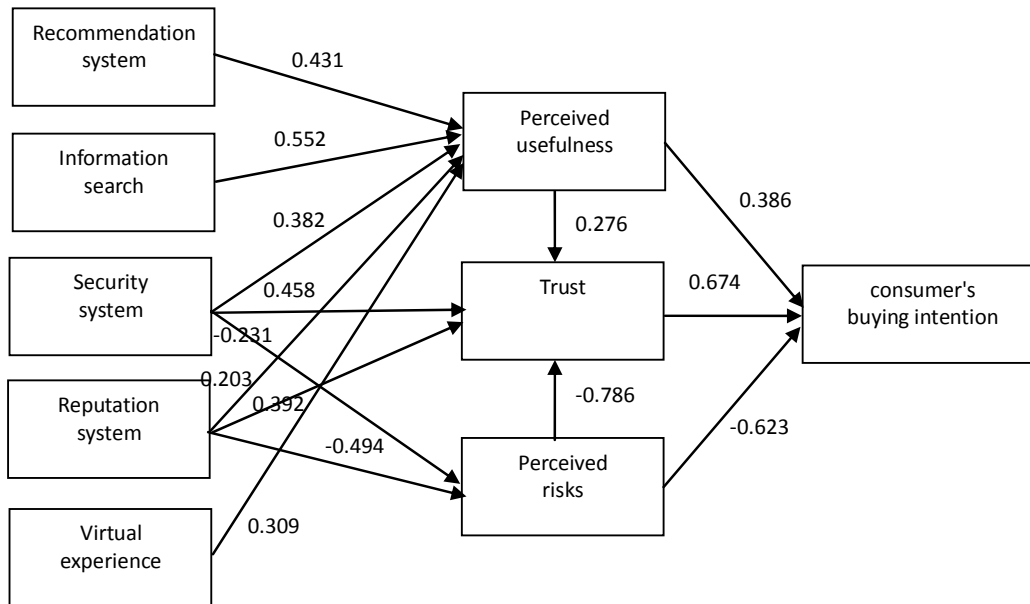 Recommendation
system
0.431
Information
search
0.552
Perceived
usefulness
0.382
0.386
0.276
Security
system
0.458
-0.231
Trust
0.674
consumer's
buying intention
0.203
Reputation
system
0.392
-0.494
-0.786
-0.623
Perceived
risks
Virtual
experience
0.309